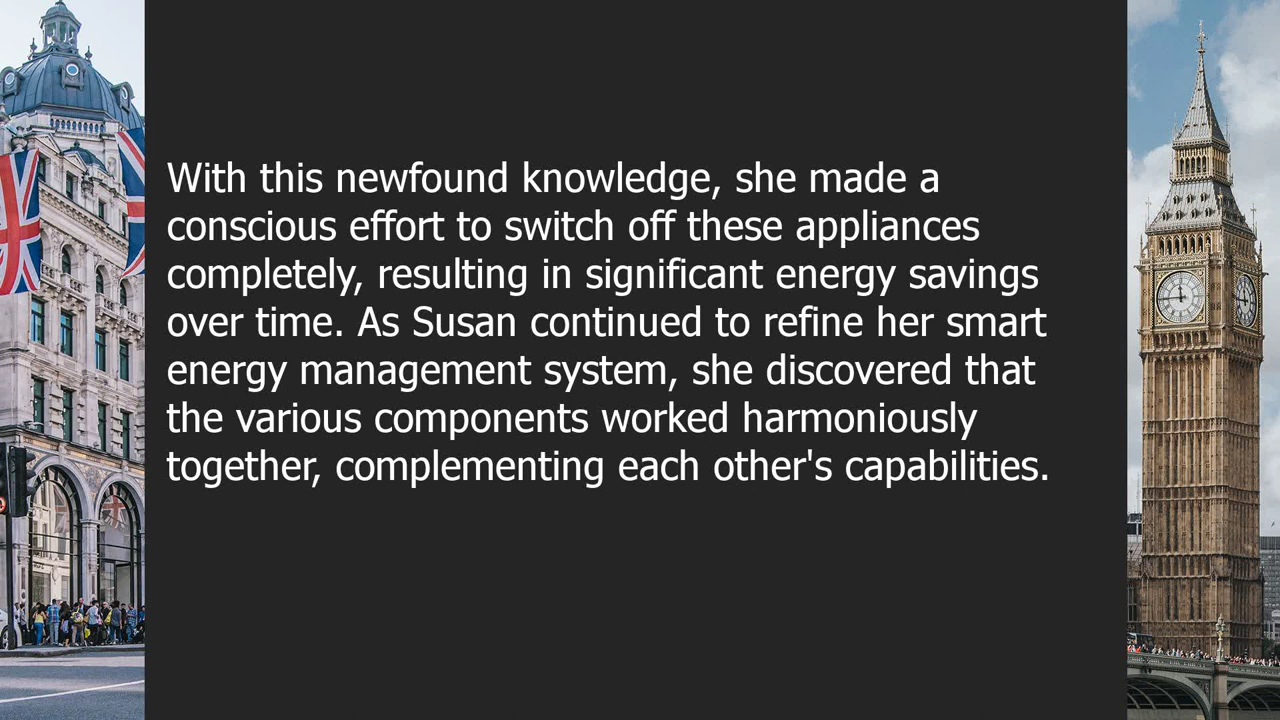 With this newfound knowledge, she made a
conscious effort to switch off these appliances
completely, resulting in significant energy savings
over time. As Susan continued to refine her smart
energy management system, she discovered that
the various components worked harmoniously
together, complementing each other's capabilities.